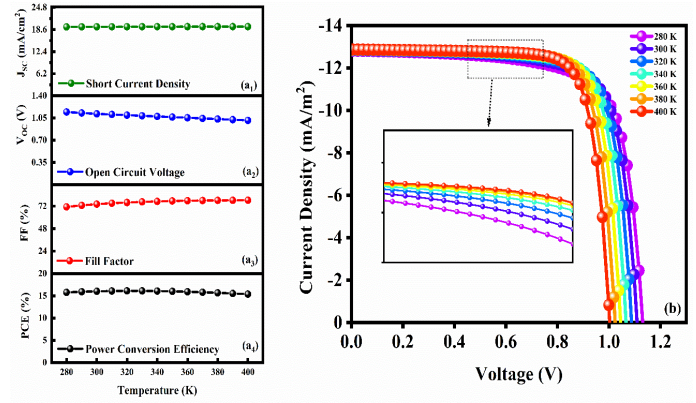 24.8
18.6
12.4
6.2
J_SC (mA/cm²)
Short Current Density
(a₁)
1.40
1.05
0.70
0.35
V_OC (V)
Open Circuit Voltage
(a₂)
72
48
24
FF (%)
Fill Factor
(a₃)
20
15
10
5
0
PCE (%)
Power Conversion Efficiency
(a₄)
280 300 320 340 360 380 400
Temperature (K)
-14
-12
-10
-8
-6
-4
-2
0
Current Density (mA/m²)
280 K
300 K
320 K
340 K
360 K
380 K
400 K
(b)
0.0 0.2 0.4 0.6 0.8 1.0 1.2
Voltage (V)